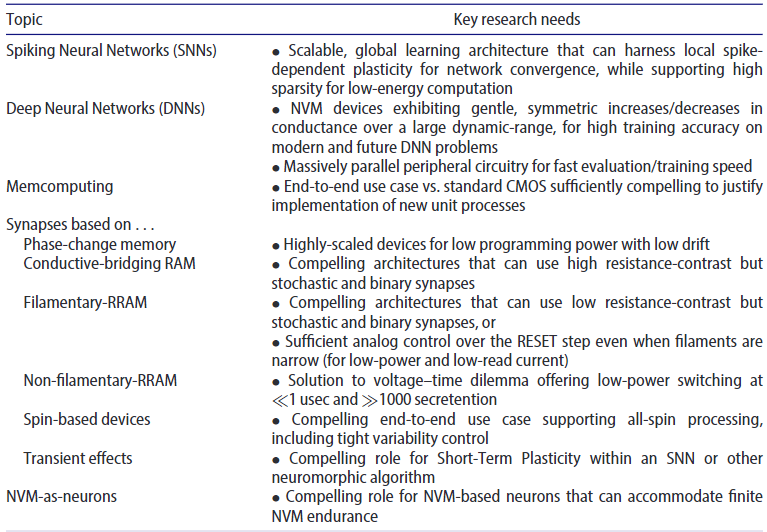 Topic Key research needs
Spiking Neural Networks (SNNs) ● Scalable, global learning architecture that can harness local spike-
dependent plasticity for network convergence, while supporting high
sparsity for low-energy computation
Deep Neural Networks (DNNs) ● NVM devices exhibiting gentle, symmetric increases/decreases in
conductance over a large dynamic-range, for high training accuracy on
modern and future DNN problems
● Massively parallel peripheral circuitry for fast evaluation/training speed
Memcomputing ● End-to-end use case vs. standard CMOS sufficiently compelling to justify
implementation of new unit processes
Synapses based on . . .
Phase-change memory ● Highly-scaled devices for low programming power with low drift
Conductive-bridging RAM ● Compelling architectures that can use high resistance-contrast but
stochastic and binary synapses
Filamentary-RRAM ● Compelling architectures that can use low resistance-contrast but
stochastic and binary synapses, or
● Sufficient analog control over the RESET step even when filaments are
narrow (for low-power and low-read current)
Non-filamentary-RRAM ● Solution to voltage–time dilemma offering low-power switching at
≪1 usec and ≫1000 secretention
Spin-based devices ● Compelling end-to-end use case supporting all-spin processing,
including tight variability control
Transient effects ● Compelling role for Short-Term Plasticity within an SNN or other
neuromorphic algorithm
NVM-as-neurons ● Compelling role for NVM-based neurons that can accommodate finite
NVM endurance